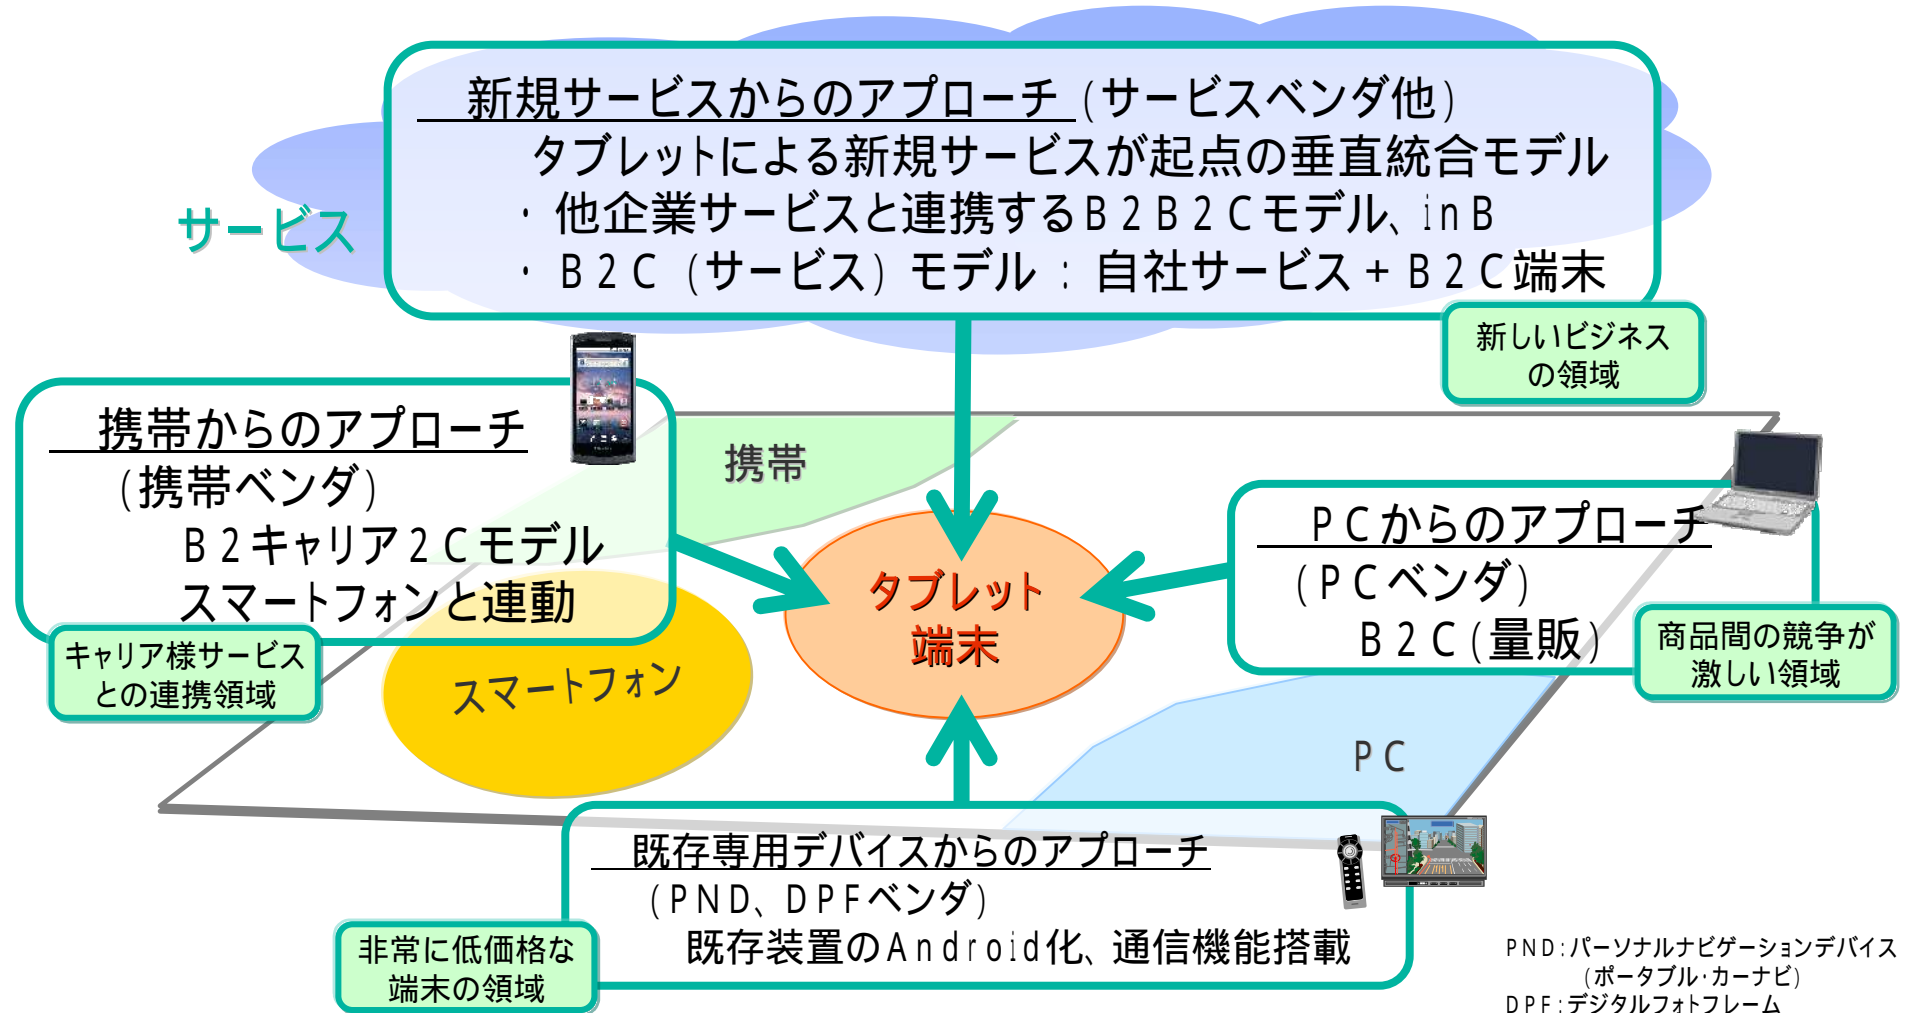 新規サービスからのアプローチ(サービスベンダ他)
タブレットによる新規サービスが起点の垂直統合モデル
・他企業サービスと連携するB2B2Cモデル、inB
・B2C(サービス)モデル:自社サービス+B2C端末
サービス
新しいビジネス
の領域
携帯からのアプローチ
(携帯ベンダ)
B2キャリア2Cモデル
スマートフォンと連動
キャリア様サービス
との連携領域
携帯
スマートフォン
タブレット
端末
PCからのアプローチ
(PCベンダ)
B2C(量販)
商品間の競争が
激しい領域
PC
既存専用デバイスからのアプローチ
(PND、DPFベンダ)
既存装置のAndroid化、通信機能搭載
非常に低価格な
端末の領域
PND:パーソナルナビゲーションデバイス
(ポータブル・カーナビ)
DPF:デジタルフォトフレーム